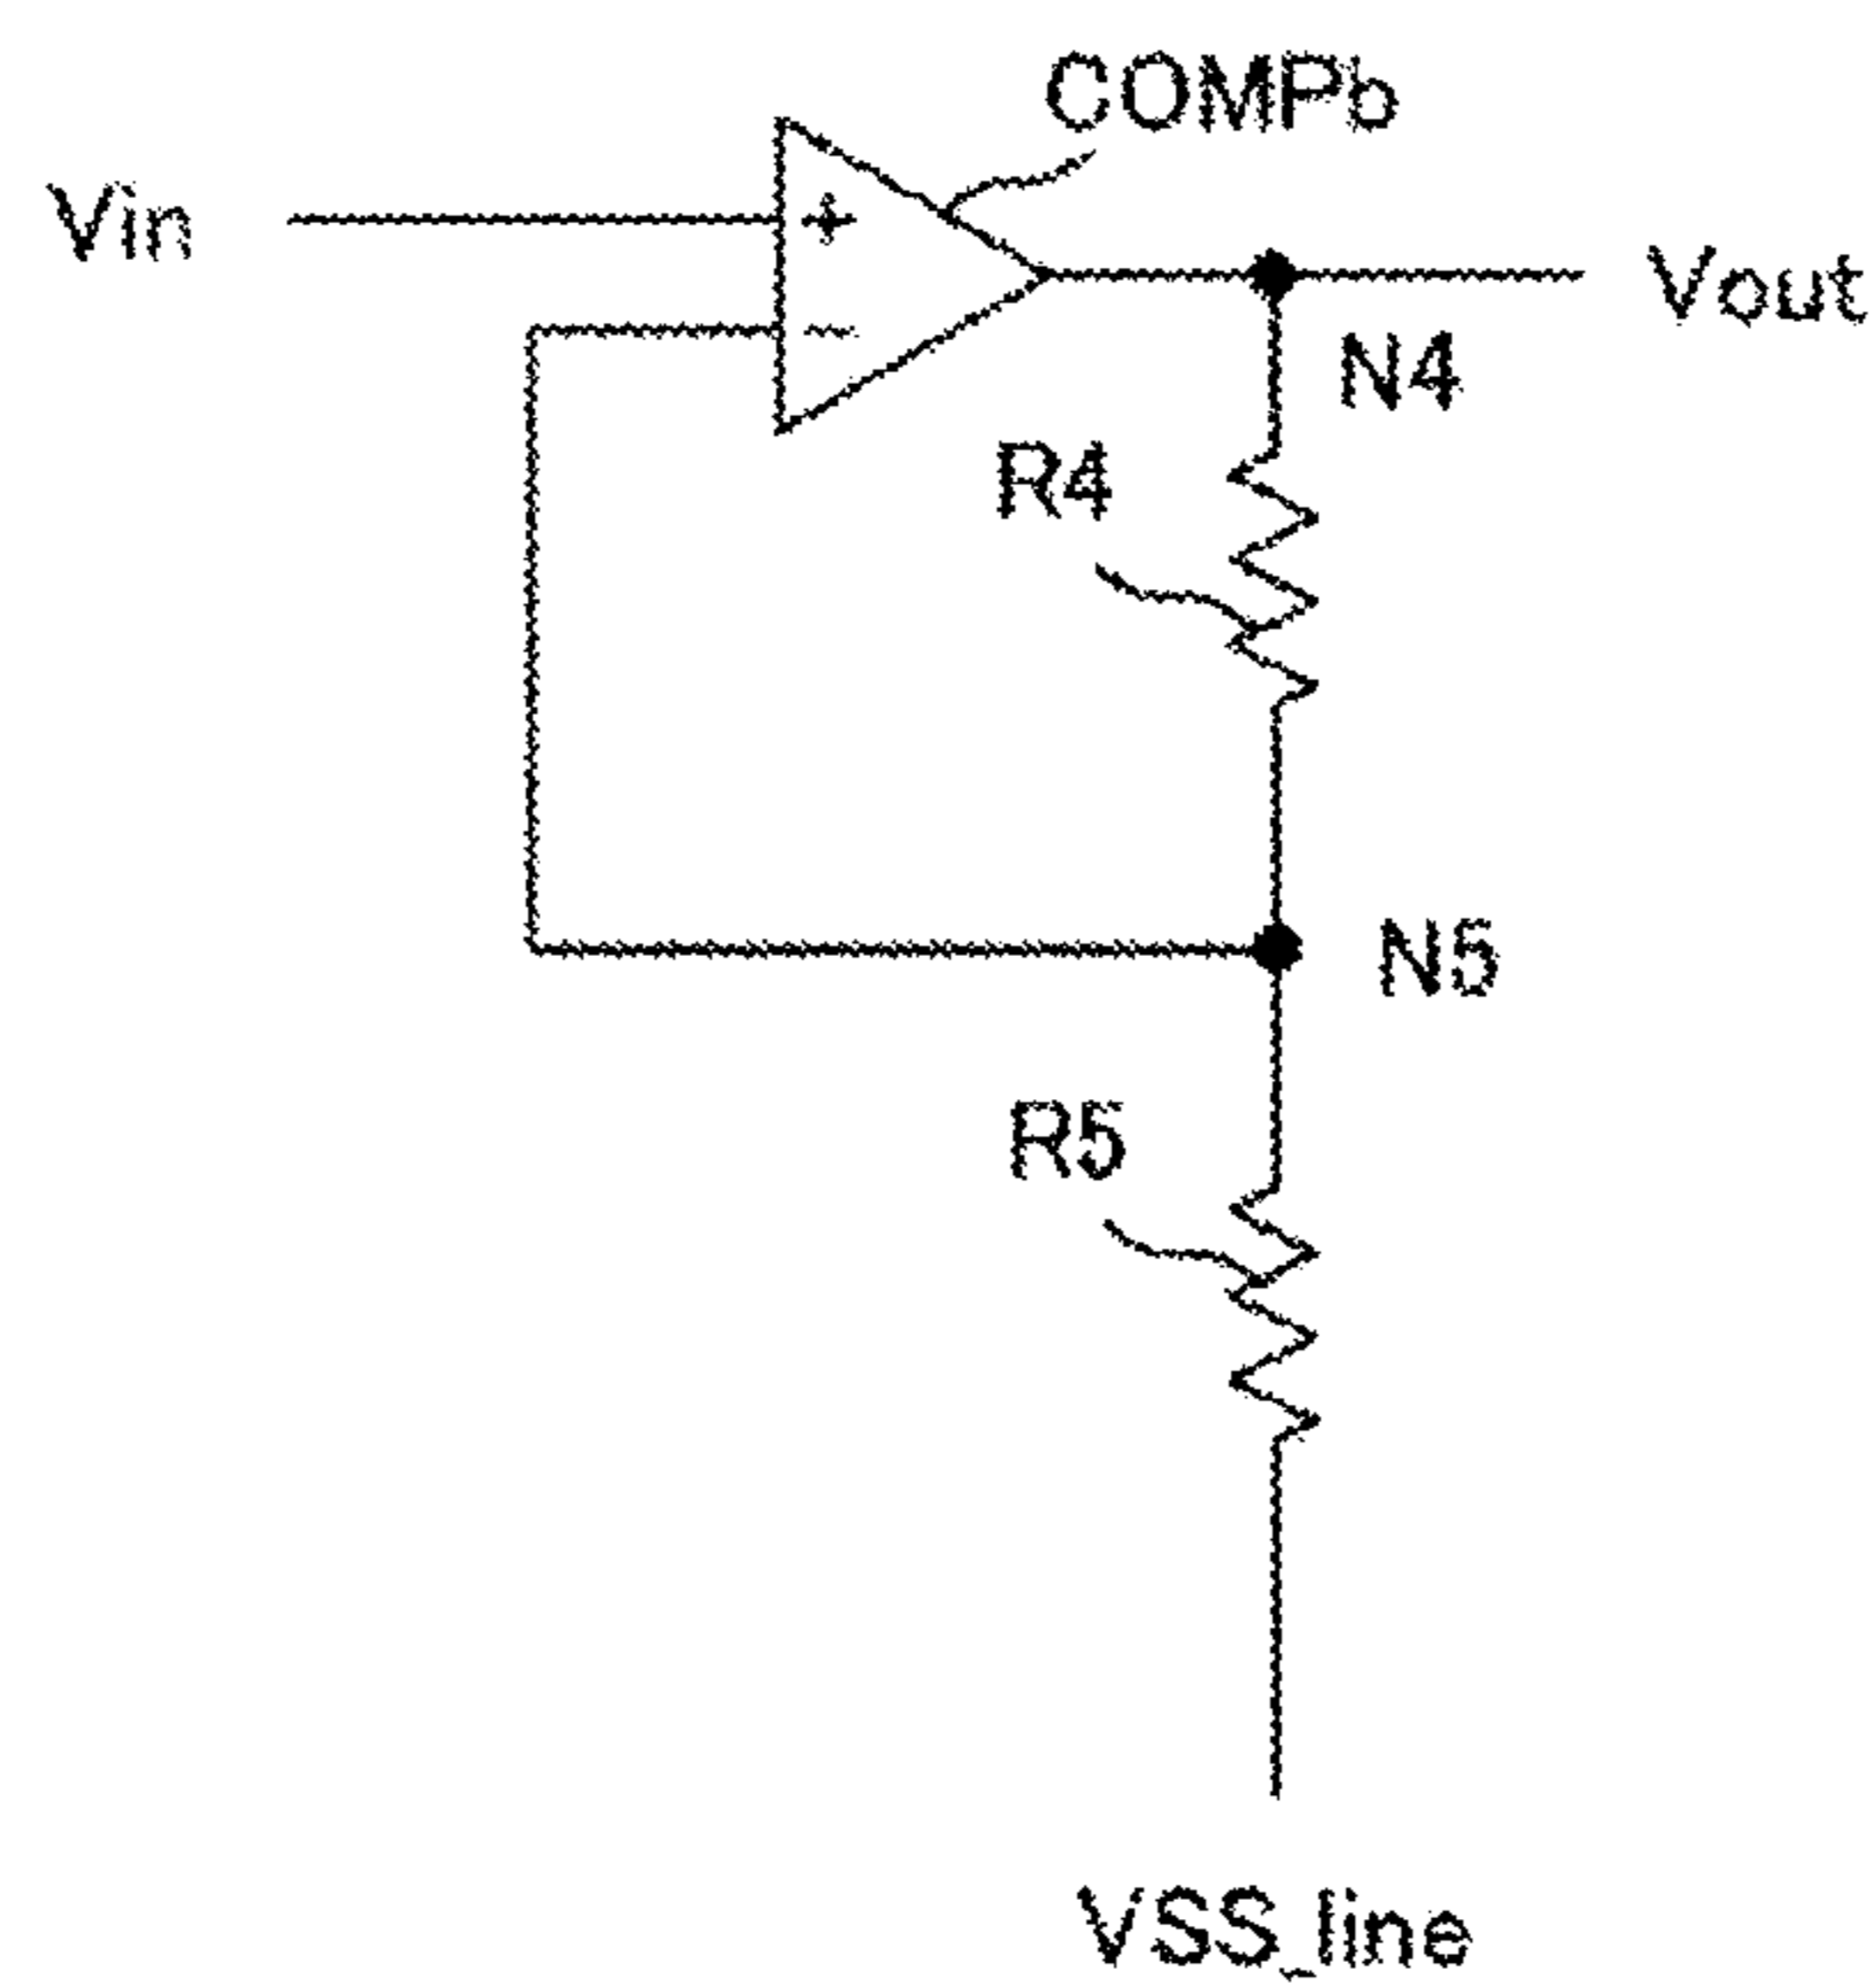 COMPb
Vin
+
-
Vout
N4
R4
N5
R5
VSS_line